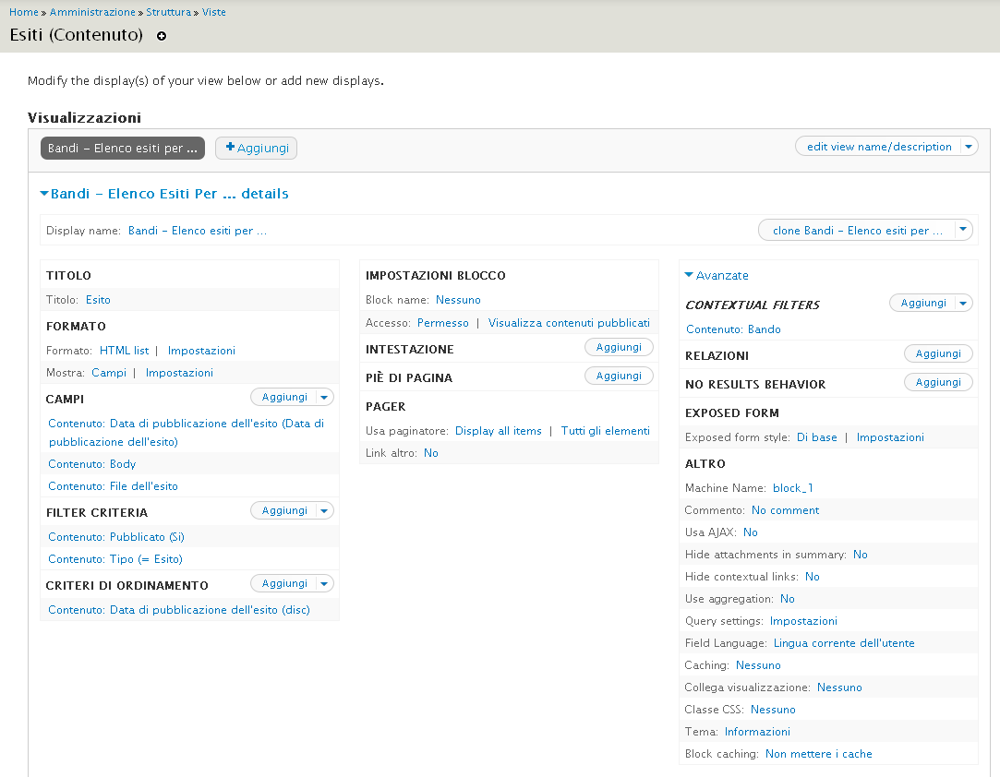 Home » Amministrazione » Struttura » Viste
Esiti (Contenuto)
Modify the display(s) of your view below or add new displays.
Visualizzazioni
Bandi – Elenco esiti per ...
Aggiungi
edit view name/description
Bandi – Elenco Esiti Per ... details
Display name: Bandi – Elenco esiti per ...
clone Bandi – Elenco esiti per ...
TITOLO
Titolo: Esito
FORMATO
Formato: HTML list | Impostazioni
Mostra: Campi | Impostazioni
CAMPI
Aggiungi
Contenuto: Data di pubblicazione dell'esito (Data di
pubblicazione dell'esito)
Contenuto: Body
Contenuto: File dell'esito
FILTER CRITERIA
Aggiungi
Contenuto: Pubblicato (Sì)
Contenuto: Tipo (= Esito)
CRITERI DI ORDINAMENTO
Aggiungi
Contenuto: Data di pubblicazione dell'esito (disc)
IMPOSTAZIONI BLOCCO
Block name: Nessuno
Accesso: Permesso | Visualizza contenuti pubblicati
INTESTAZIONE
Aggiungi
PIÈ DI PAGINA
Aggiungi
PAGER
Usa paginatore: Display all items | Tutti gli elementi
Link altro: No
Avanzate
CONTEXTUAL FILTERS
Aggiungi
Contenuto: Bando
RELAZIONI
Aggiungi
NO RESULTS BEHAVIOR
Aggiungi
EXPOSED FORM
Exposed form style: Di base | Impostazioni
ALTRO
Machine Name: block_1
Commento: No comment
Usa AJAX: No
Hide attachments in summary: No
Hide contextual links: No
Use aggregation: No
Query settings: Impostazioni
Field Language: Lingua corrente dell'utente
Caching: Nessuno
Collega visualizzazione: Nessuno
Classe CSS: Nessuno
Tema: Informazioni
Block caching: Non mettere i cache